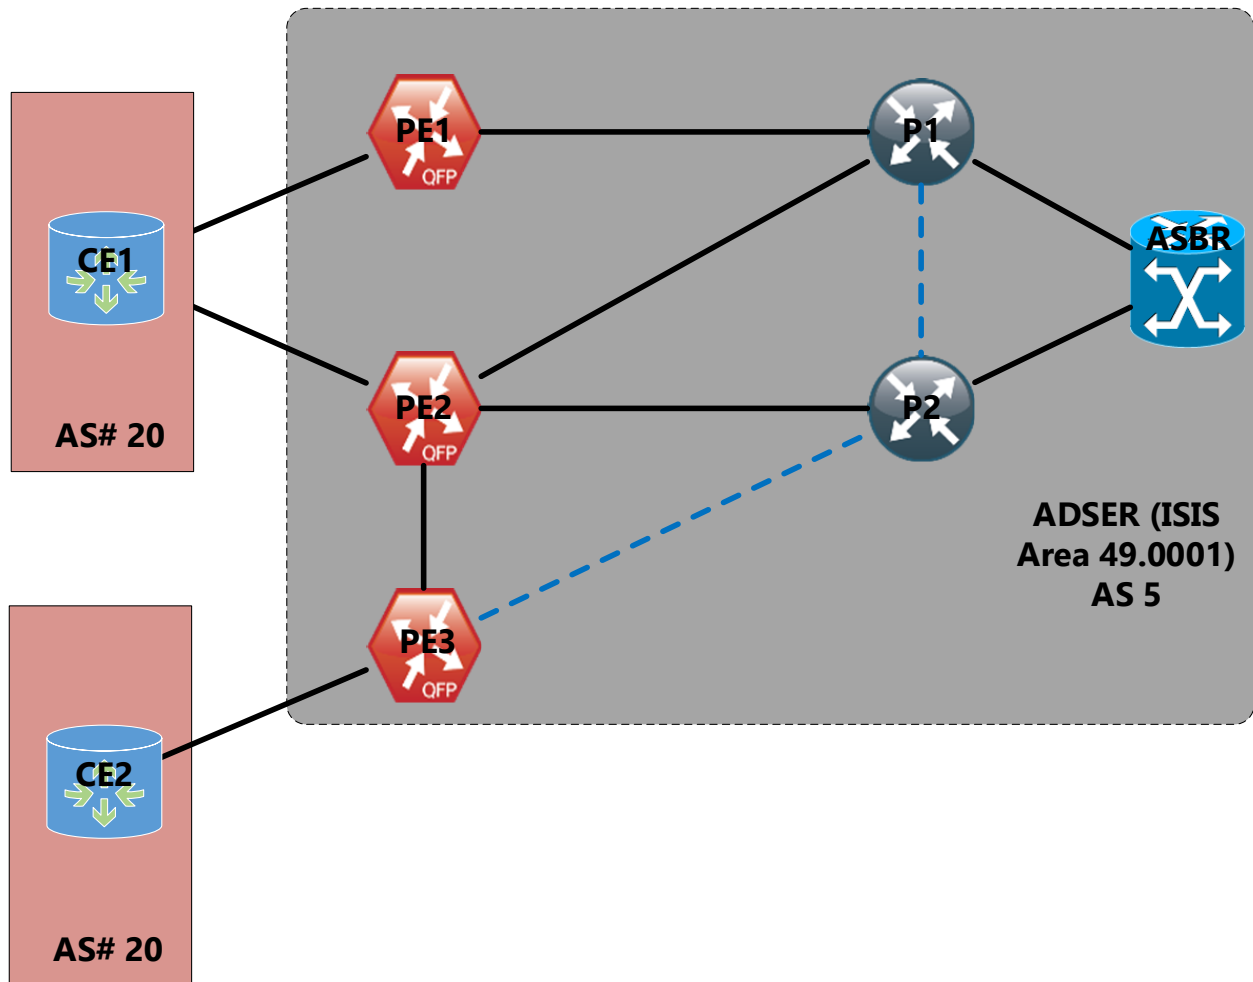 PE1
QFP
P1
CE1
ASBR
PE2
QFP
P2
AS# 20
ADSER (ISIS
Area 49.0001)
AS 5
PE3
QFP
CE2
AS# 20